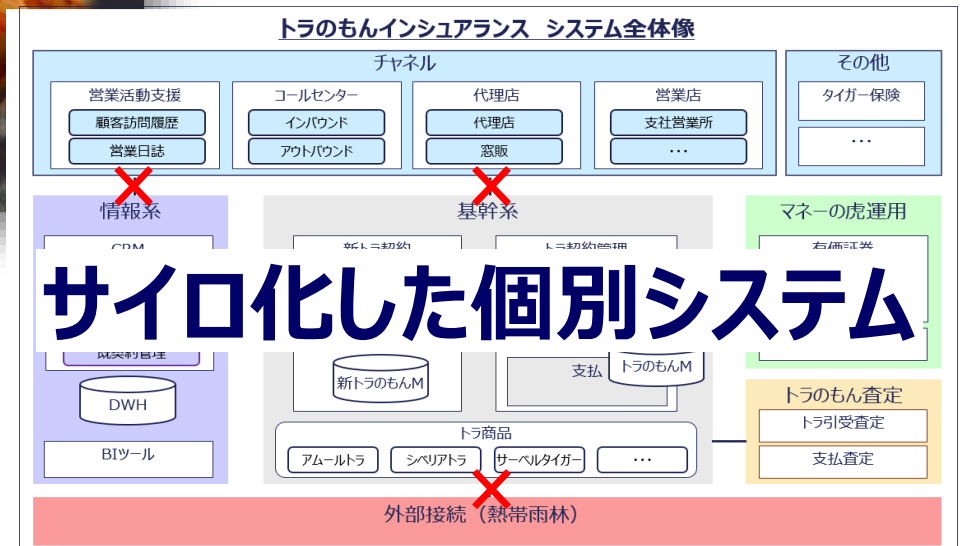 トラのもんインシュアランス システム全体像
チャネル
営業活動支援
顧客訪問履歴
営業日誌
コールセンター
インバウンド
アウトバウンド
代理店
代理店
窓販
営業店
支社営業所
・・・
その他
タイガー保険
・・・
情報系
CRM
既契約管理
DWH
BIツール
基幹系
新トラ契約
トラ契約管理
サイロ化した個別システム
新トラのもんM
支払
トラのもんM
トラ商品
アムールトラ
シベリアトラ
サーベルタイガー
・・・
マネーの虎運用
有価証券
トラのもん査定
トラ引受査定
支払査定
外部接続（熱帯雨林）